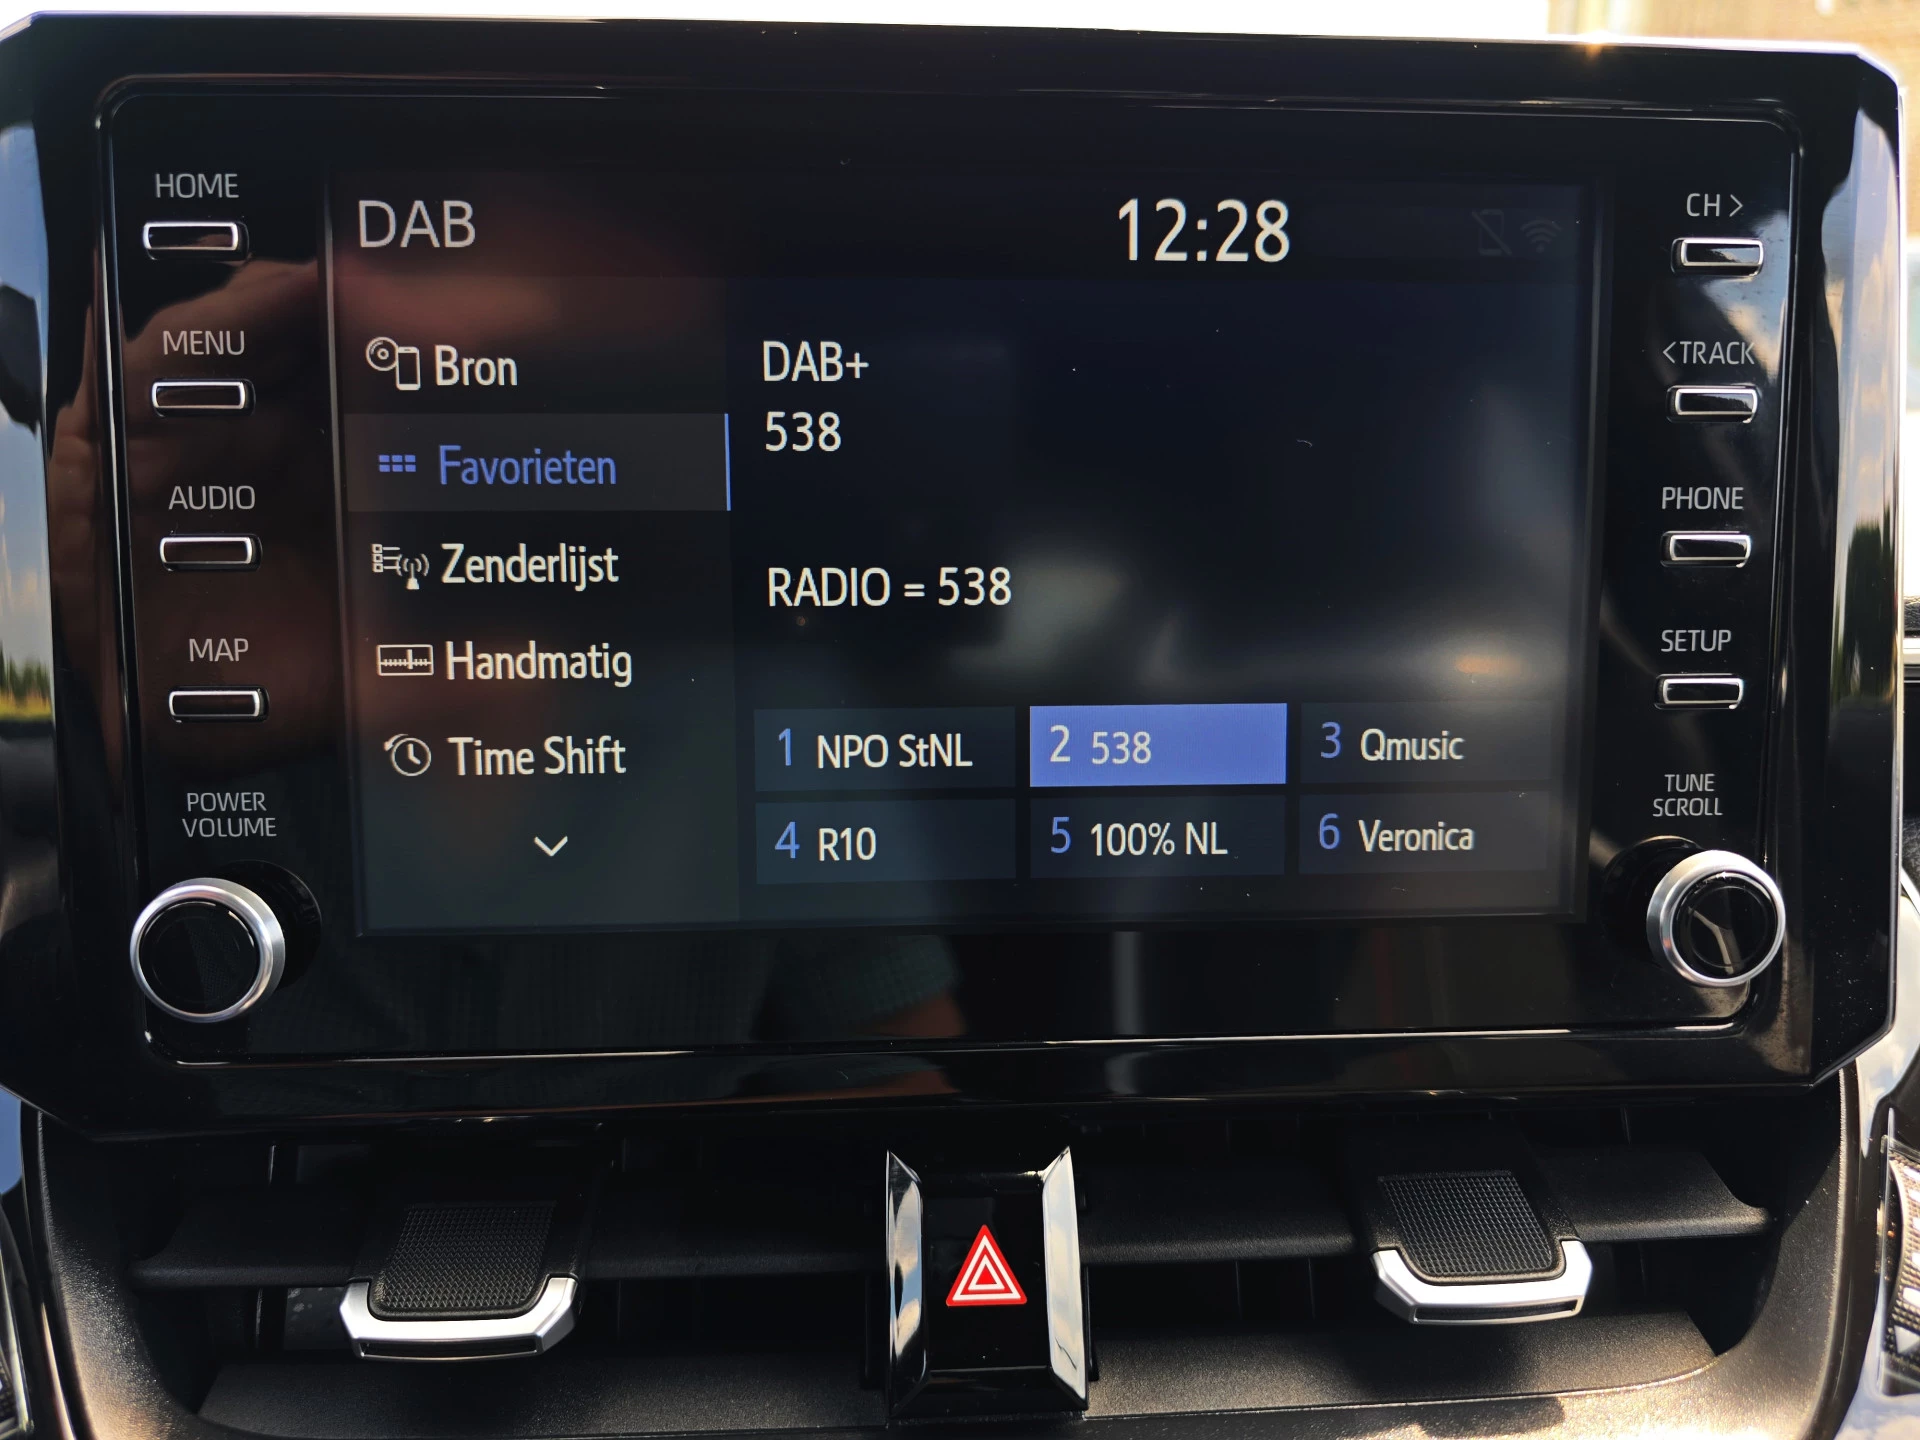 HOME
MENU
AUDIO
MAP
POWER
VOLUME
DAB
12:28
Bron
Favorieten
Zenderlijst
Handmatig
Time Shift
DAB+
538
RADIO = 538
1 NPO StNL
2 538
3 Qmusic
4 R10
5 100% NL
6 Veronica
CH >
< TRACK
PHONE
SETUP
TUNE
SCROLL